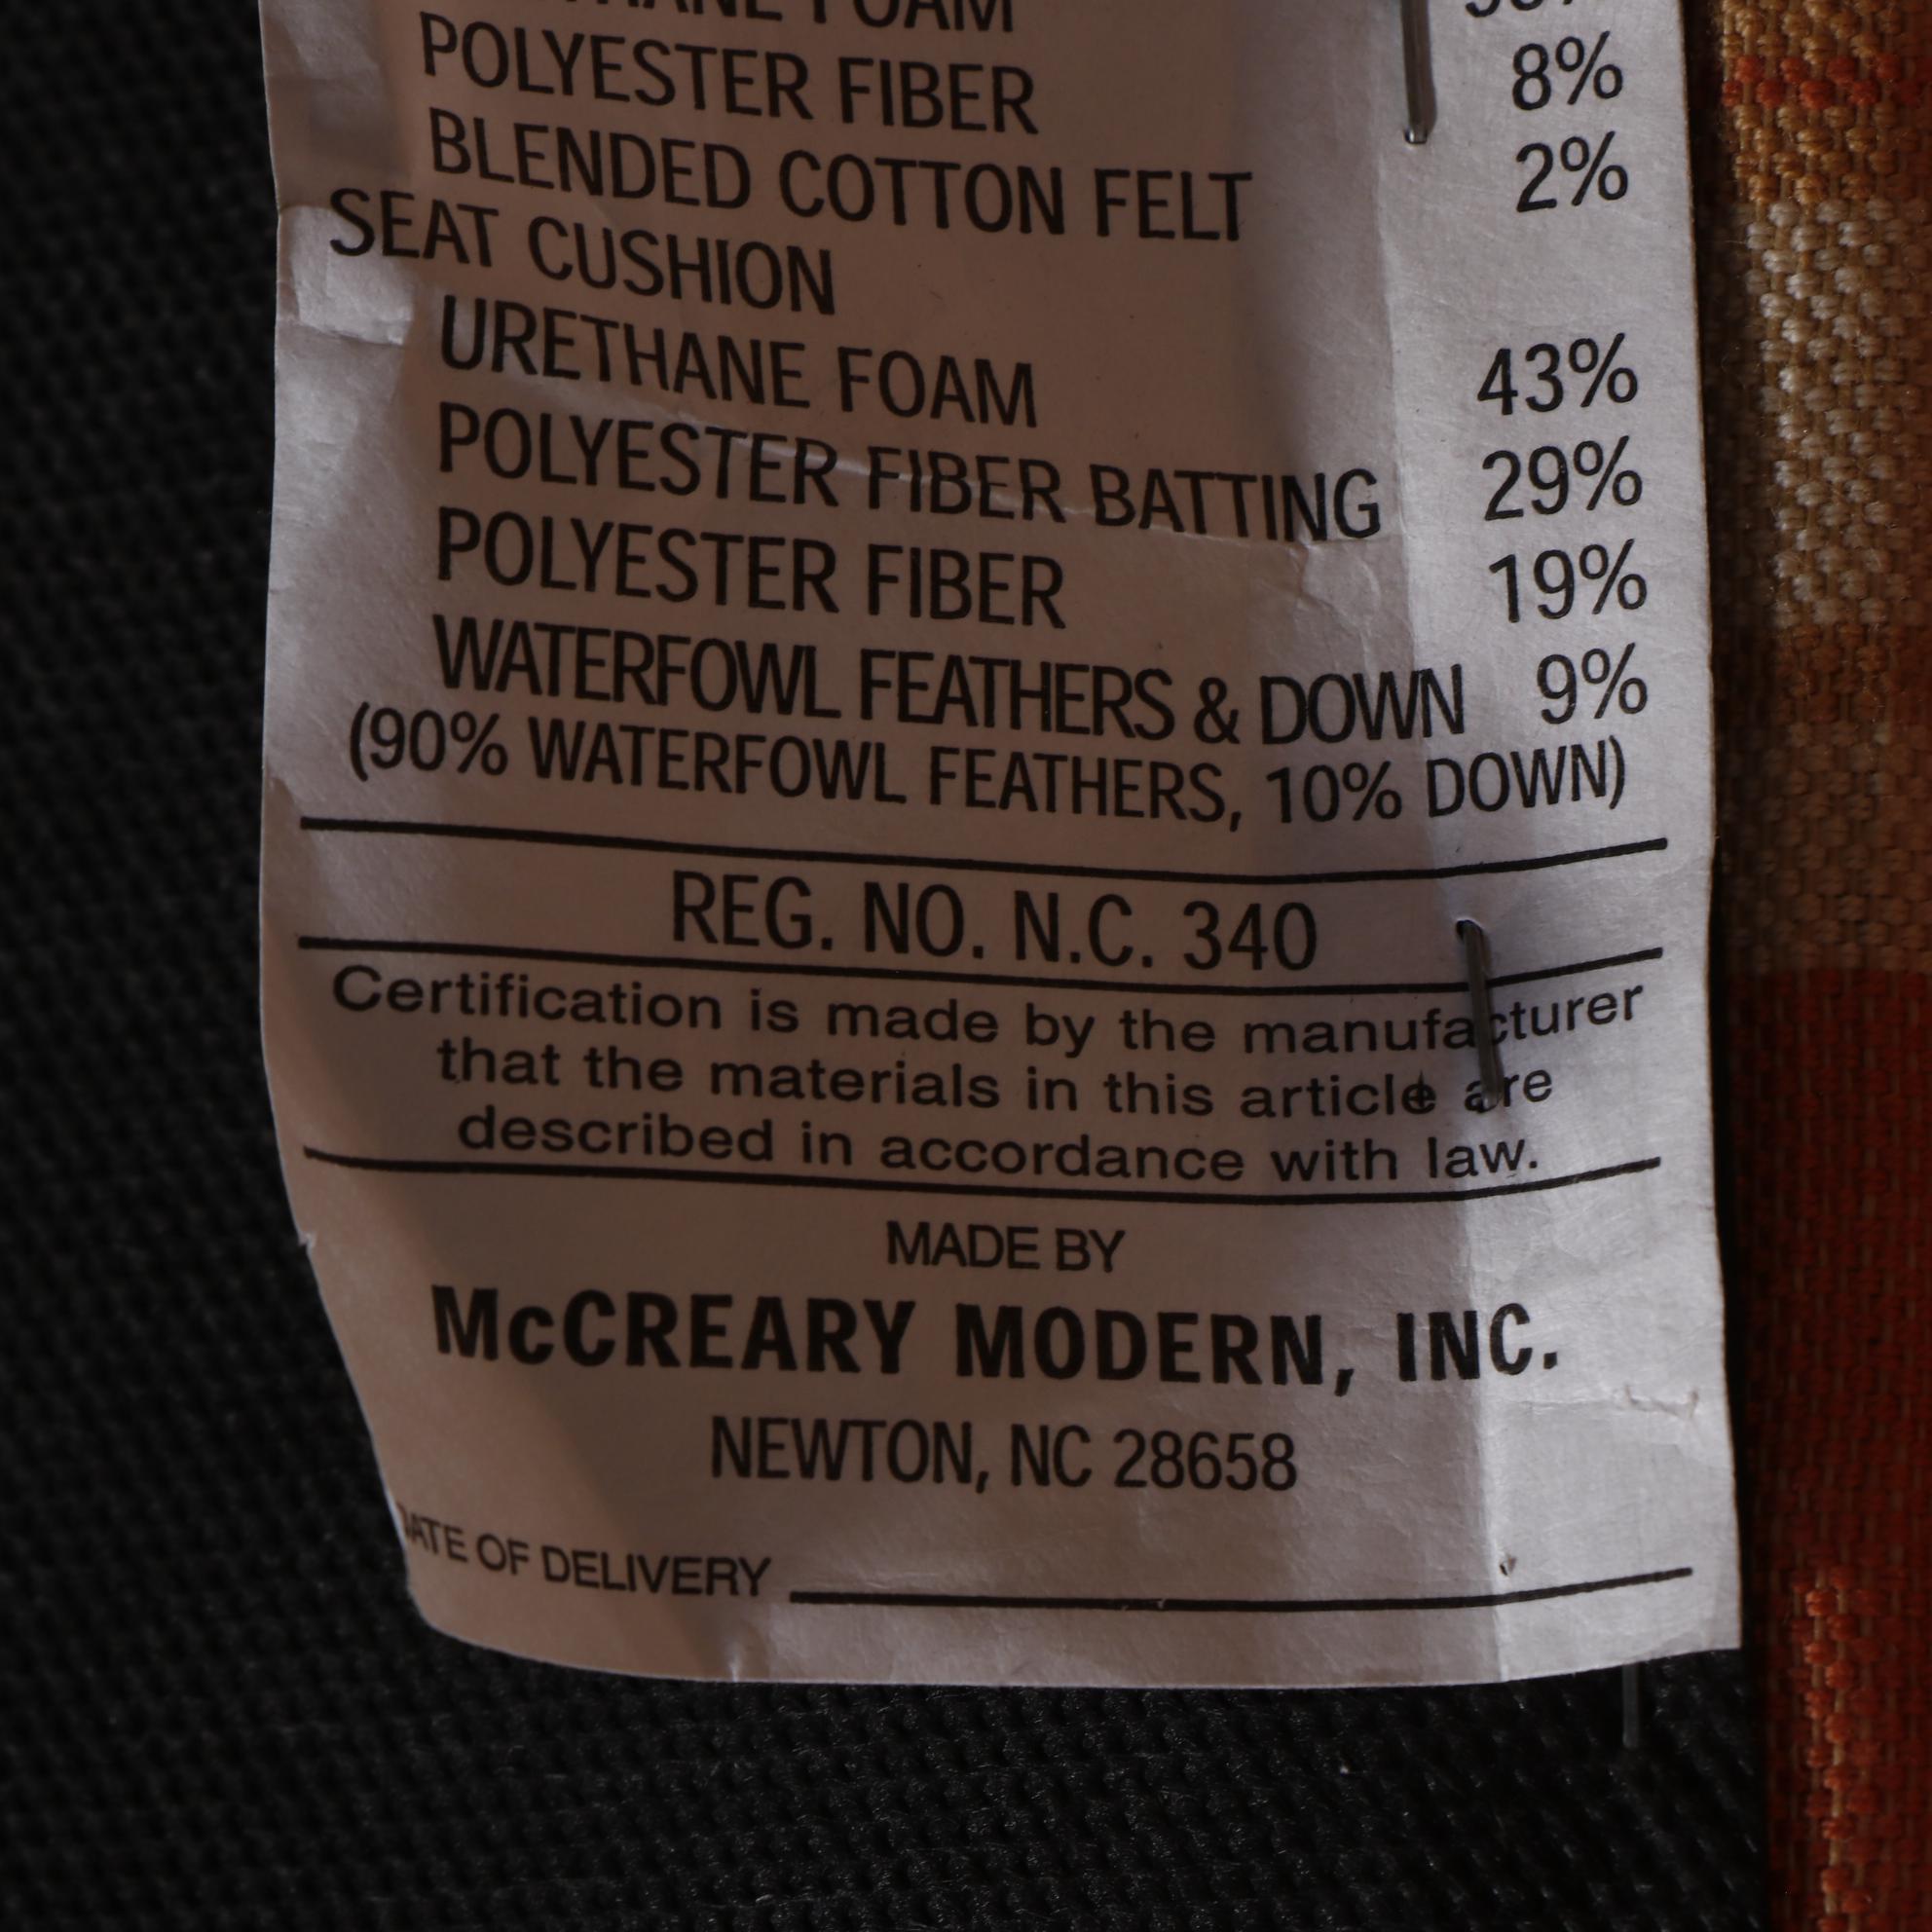 FOAM
POLYESTER FIBER 8%
BLENDED COTTON FELT 2%
SEAT CUSHION
URETHANE FOAM 43%
POLYESTER FIBER BATTING 29%
POLYESTER FIBER 19%
WATERFOWL FEATHERS & DOWN 9%
(90% WATERFOWL FEATHERS, 10% DOWN)
REG. NO. N.C. 340
Certification is made by the manufacturer
that the materials in this article are
described in accordance with law.
MADE BY
McCREARY MODERN, INC.
NEWTON, NC 28658
DATE OF DELIVERY